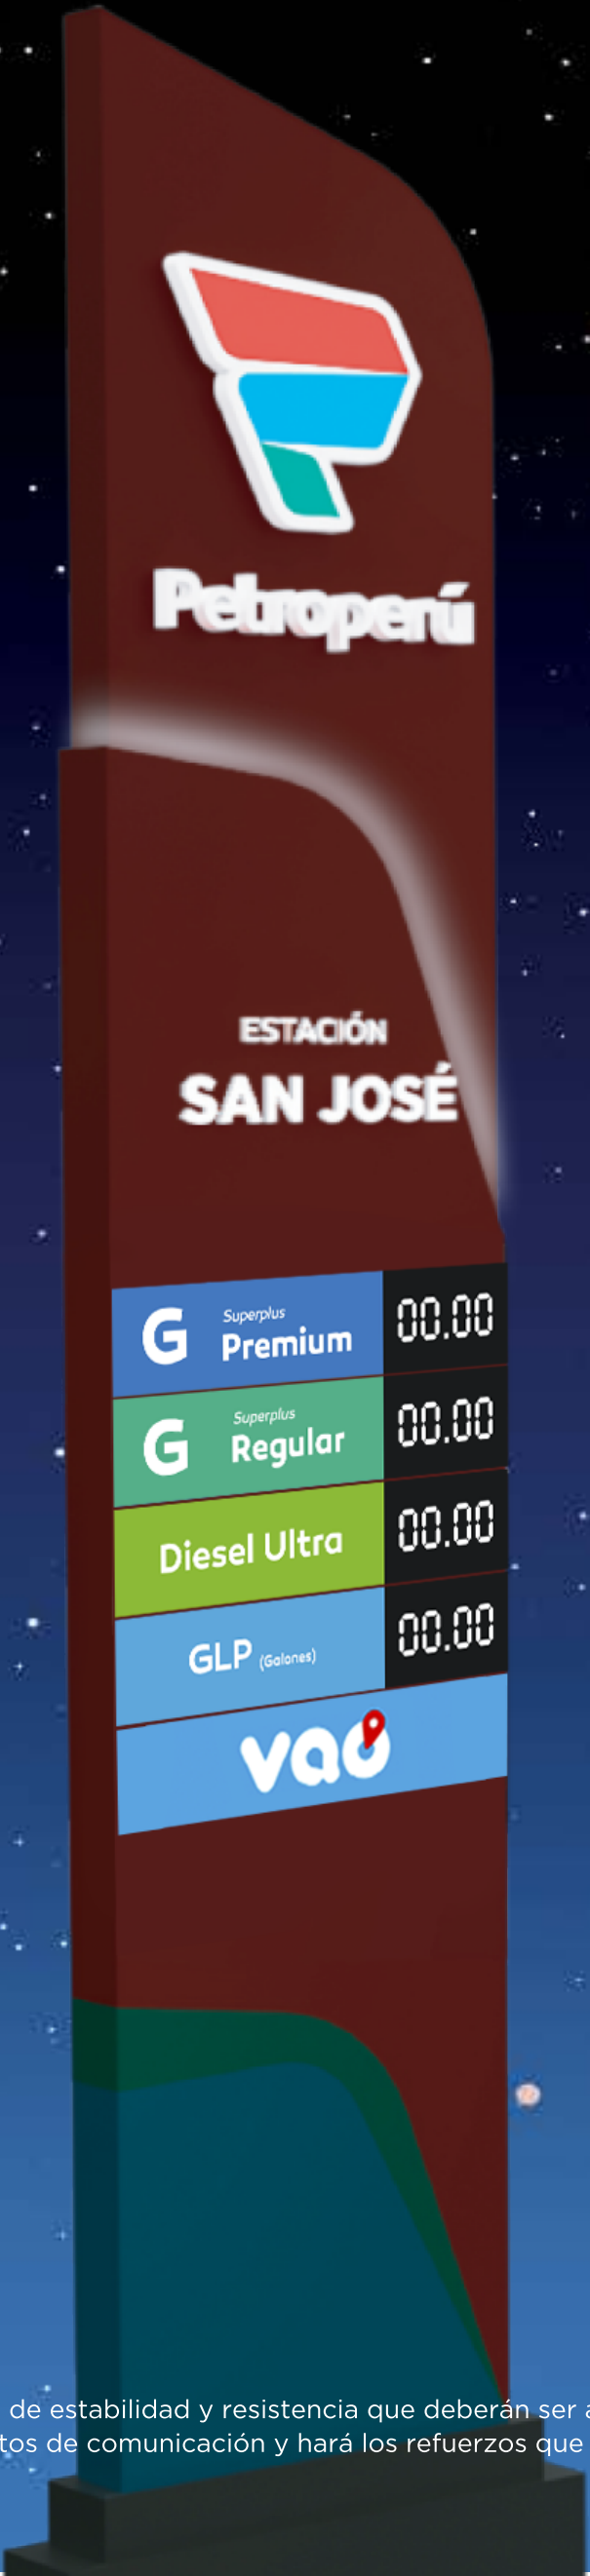 Petroperú
ESTACIÓN
SAN JOSÉ
G Superplus Premium 00.00
G Superplus Regular 00.00
Diesel Ultra 00.00
GLP (Galones) 00.00
vao
de estabilidad y resistencia que deberán ser
de comunicación y hará los refuerzos que